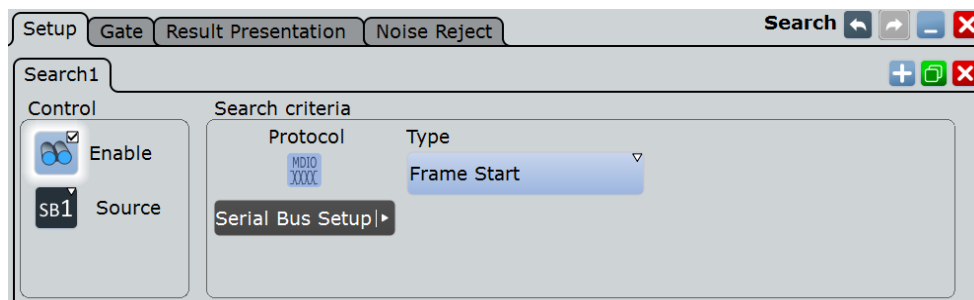 Setup Gate Result Presentation Noise Reject Search
Search1
Control Search criteria
Protocol Type
Enable MDIO Frame Start
XXXX
SB1 Source Serial Bus Setup